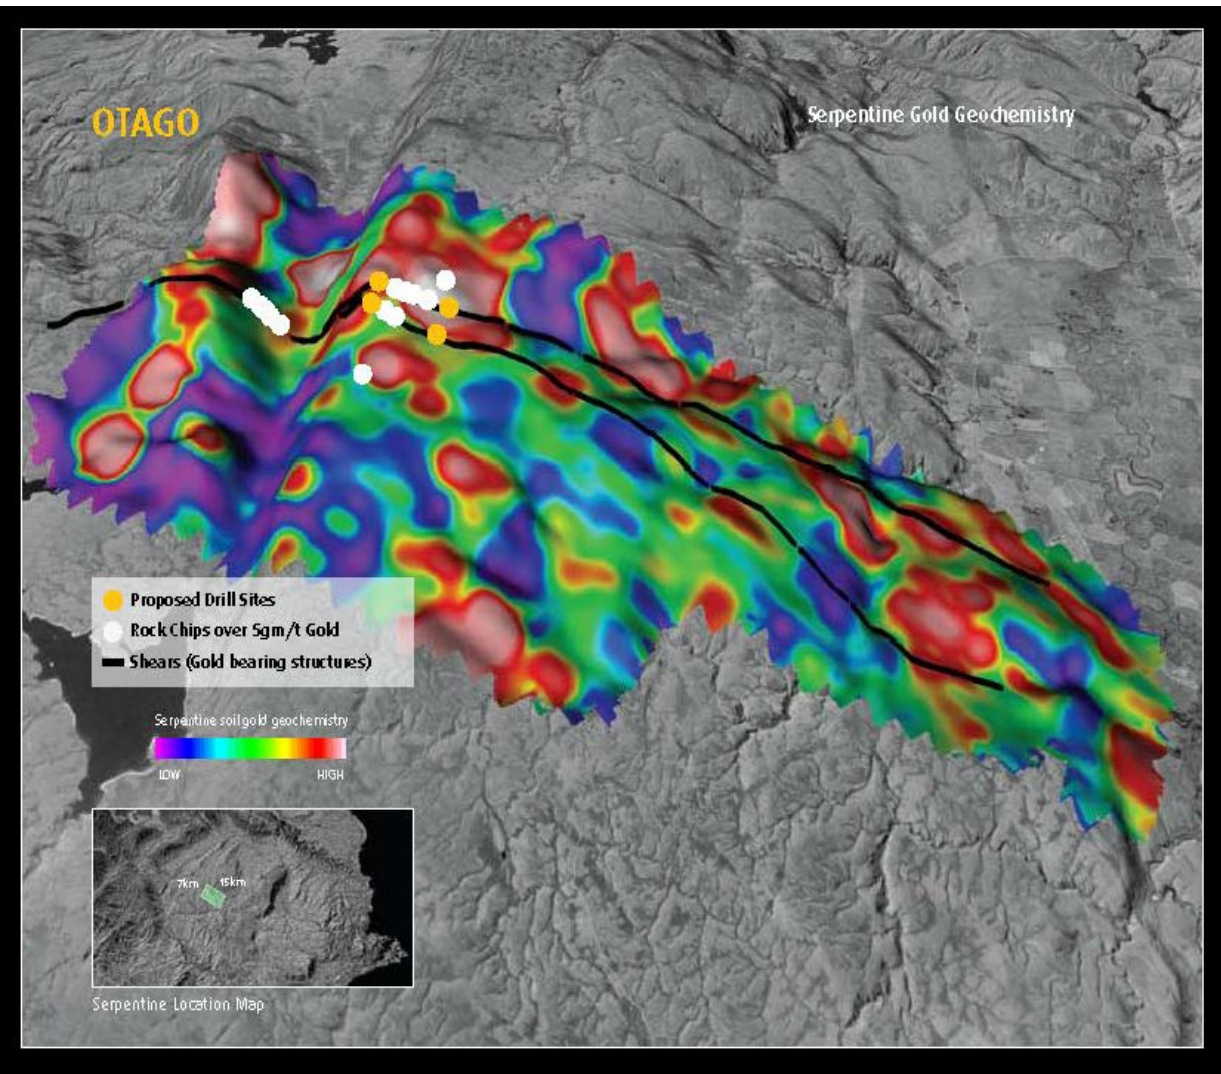 OTAGO
Serpentine Gold Geochemistry
Proposed Drill Sites
Rock Chips over 5gm/t Gold
Shears (Gold bearing structures)
Serpentine soil gold geochemistry
LOW
HIGH
7km
15km
Serpentine Location Map